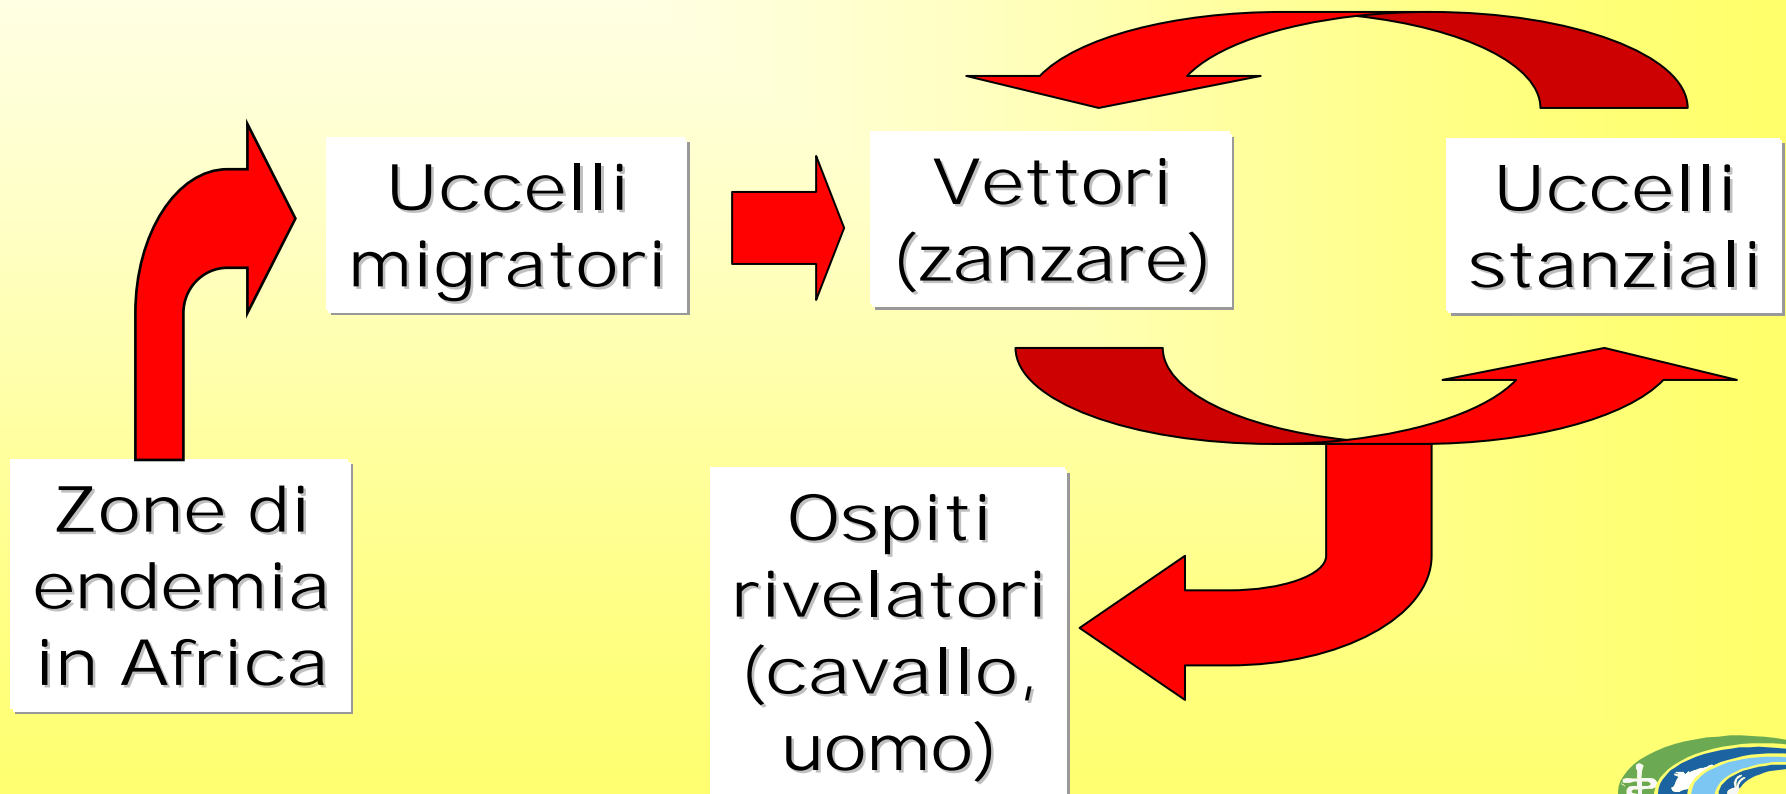 Uccelli
migratori
Vettori
(zanzare)
Uccelli
stanziali
Zone di
endemia
in Africa
Ospiti
rivelatori
(cavallo,
uomo)